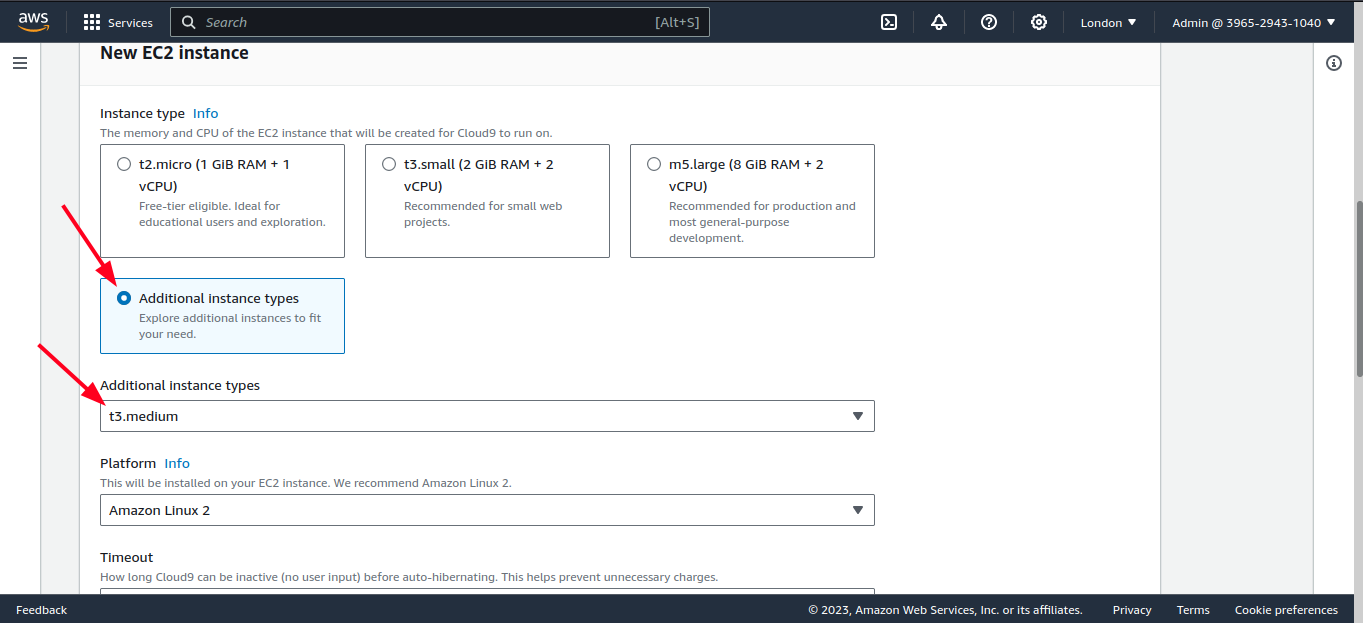 aws
Services
Search
[Alt+S]
London
Admin @ 3965-2943-1040
New EC2 instance
Instance type Info
The memory and CPU of the EC2 instance that will be created for Cloud9 to run on.
t2.micro (1 GiB RAM + 1
vCPU)
Free-tier eligible. Ideal for
educational users and exploration.
t3.small (2 GiB RAM + 2
vCPU)
Recommended for small web
projects.
m5.large (8 GiB RAM + 2
vCPU)
Recommended for production and
most general-purpose
development.
Additional instance types
Explore additional instances to fit
your need.
Additional instance types
t3.medium
Platform Info
This will be installed on your EC2 instance. We recommend Amazon Linux 2.
Amazon Linux 2
Timeout
How long Cloud9 can be inactive (no user input) before auto-hibernating. This helps prevent unnecessary charges.
Feedback
© 2023, Amazon Web Services, Inc. or its affiliates.
Privacy
Terms
Cookie preferences